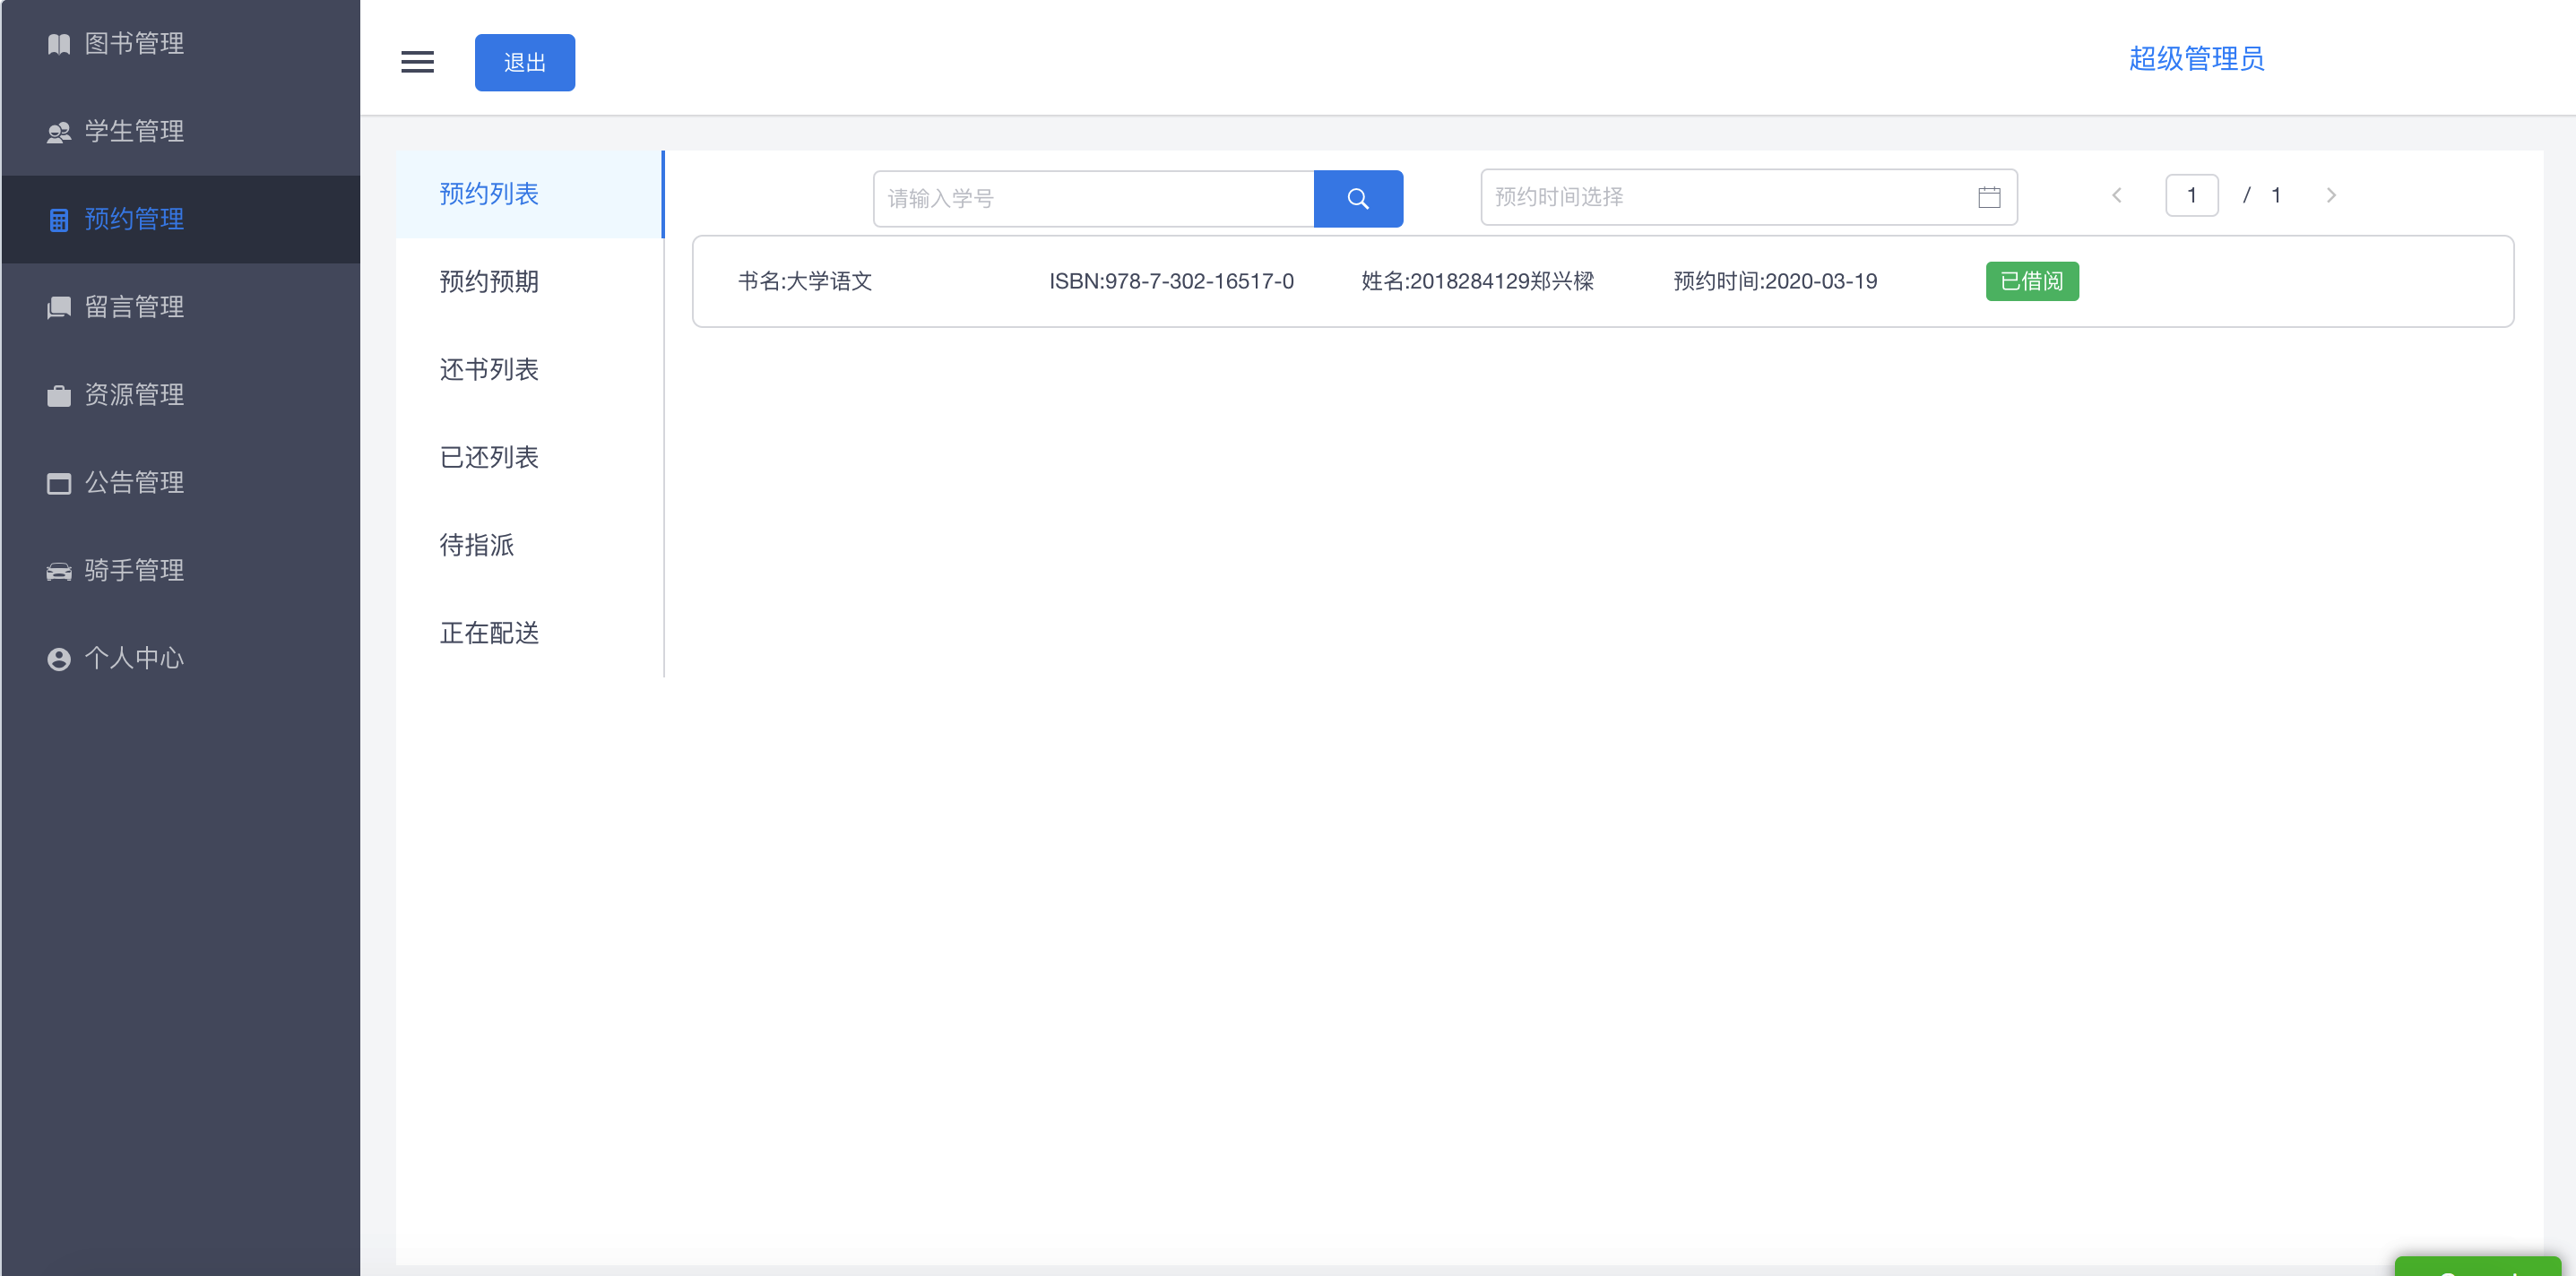 图书管理
学生管理
预约管理
留言管理
资源管理
公告管理
骑手管理
个人中心
退出
超级管理员
预约列表
预约预期
还书列表
已还列表
待指派
正在配送
请输入学号
预约时间选择
1 / 1
书名:大学语文 ISBN:978-7-302-16517-0 姓名:2018284129郑兴樑 预约时间:2020-03-19 已借阅